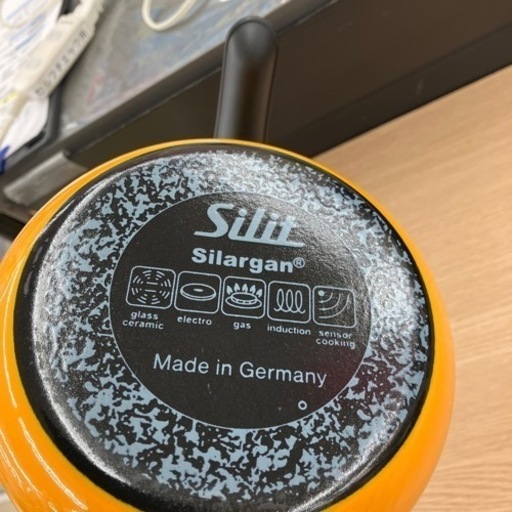 Silit
Silargan®
glass ceramic electro gas induction sensor cooking
Made in Germany